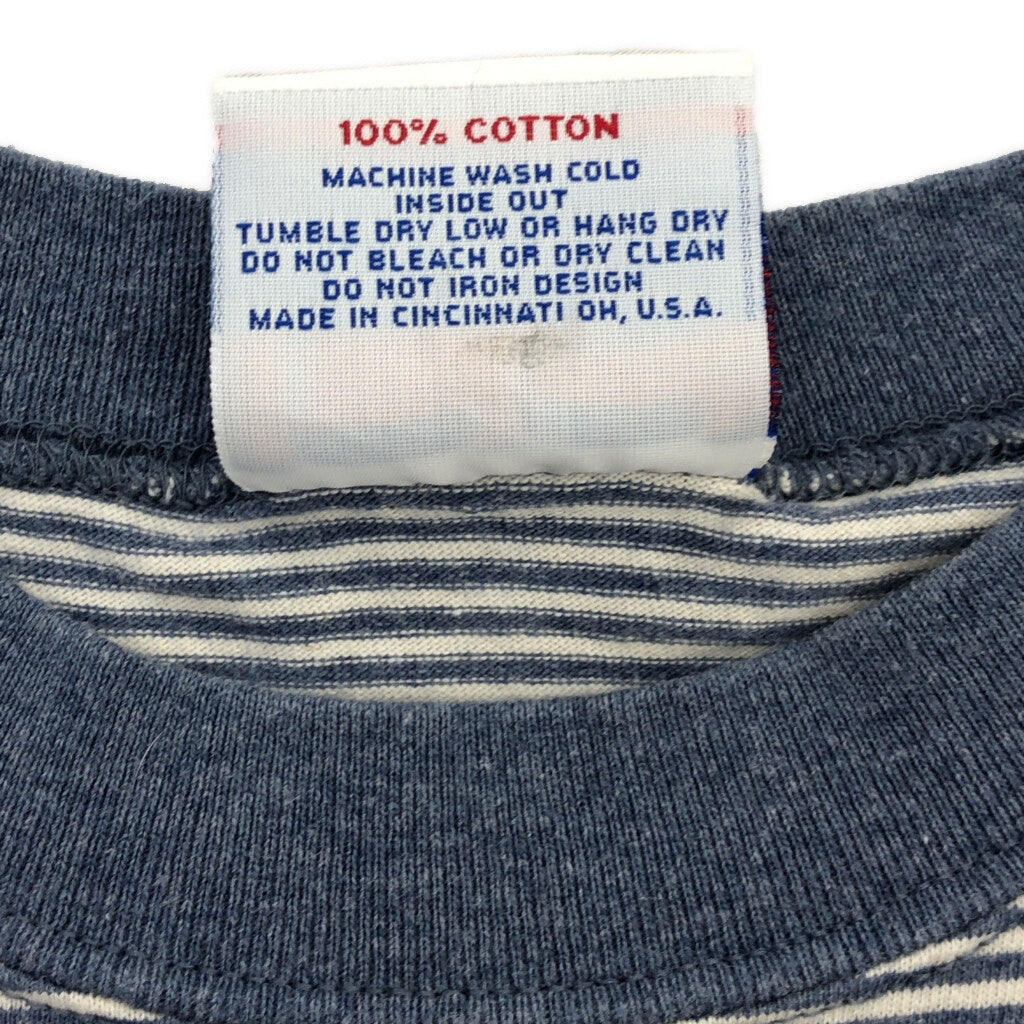 100% COTTON
MACHINE WASH COLD
INSIDE OUT
TUMBLE DRY LOW OR HANG DRY
DO NOT BLEACH OR DRY CLEAN
DO NOT IRON DESIGN
MADE IN CINCINNATI OH, U.S.A.